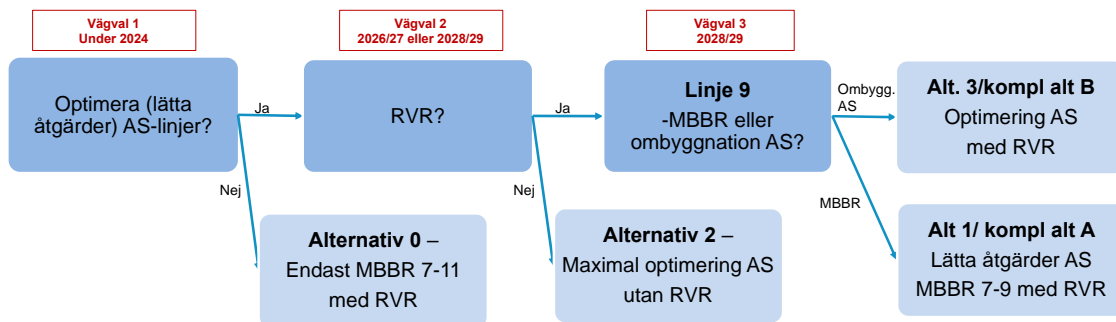 Vägval 1
Under 2024
Vägval 2
2026/27 eller 2028/29
Vägval 3
2028/29
Optimera (lätta
åtgärder) AS-linjer?
Ja
RVR?
Ja
Linje 9
-MBBR eller
ombyggnation AS?
Ombygg.
AS
Alt. 3/kompl alt B
Optimering AS
med RVR
Nej
Nej
MBBR
Alternativ 0 –
Endast MBBR 7-11
med RVR
Alternativ 2 –
Maximal optimering AS
utan RVR
Alt 1/ kompl alt A
Lätta åtgärder AS
MBBR 7-9 med RVR